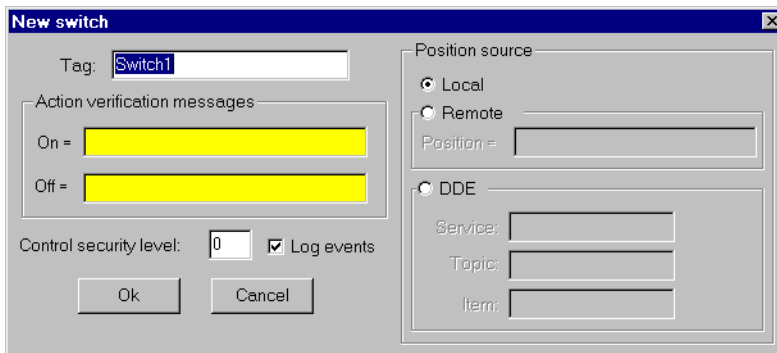 New switch
Tag: Switch1
Action verification messages
On =
Off =
Control security level: 0 Log events
Ok Cancel
Position source
Local
Remote
Position =
DDE
Service:
Topic:
Item: